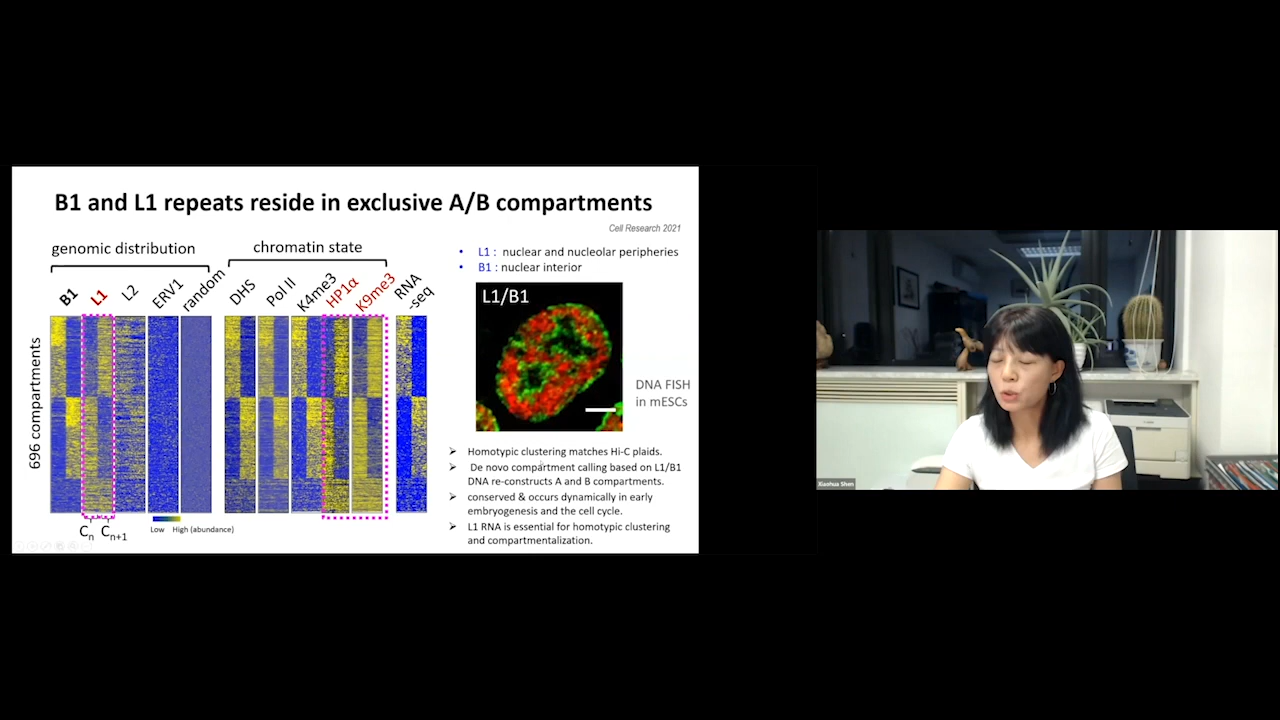 B1 and L1 repeats reside in exclusive A/B compartments
Cell Research 2021
genomic distribution
chromatin state
B1
L1
L2
ERV1
random
DHS
Pol II
K4me3
HP1α
K9me3
RNA
-seq
696 compartments
Cn
Cn+1
Low
High (abundance)
• L1 : nuclear and nucleolar peripheries
• B1 : nuclear interior
L1/B1
DNA FISH
in mESCs
➢ Homotypic clustering matches Hi-C plaids.
➢ De novo compartment calling based on L1/B1
DNA re-constructs A and B compartments.
➢ conserved & occurs dynamically in early
embryogenesis and the cell cycle.
➢ L1 RNA is essential for homotypic clustering
and compartmentalization.
Xiaohua Shen